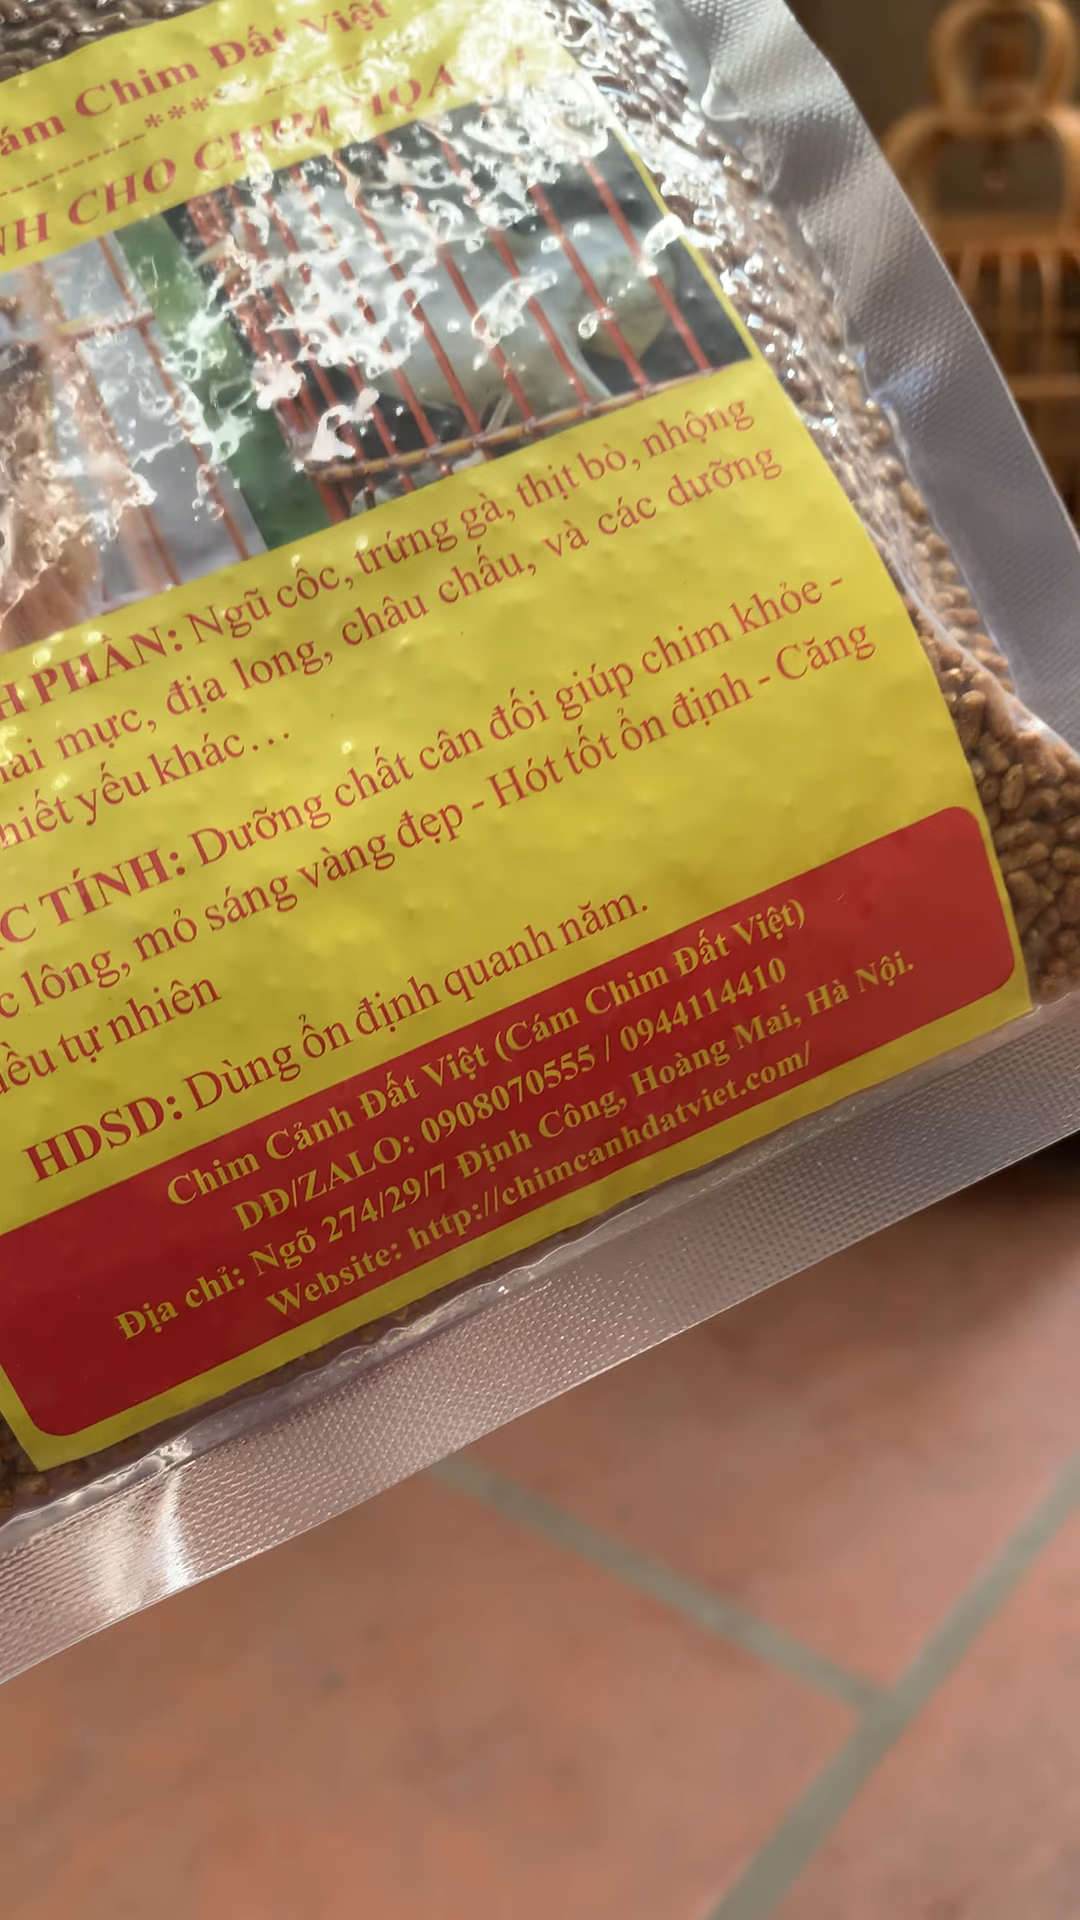 ám Chim Đất Việt
NH CHO CHIM HỌA
H PHẦN: Ngũ cốc, trứng gà, thịt bò, nhộng
mực, địa long, châu chấu, và các dưỡng
yếu khác...
C TÍNH: Dưỡng chất cân đối giúp chim khỏe -
c lông, mỏ sáng vàng đẹp - Hót tốt ổn định - Căng
tự nhiên
HDSD: Dùng ổn định quanh năm.
Chim Cảnh Đất Việt (Cám Chim Đất Việt)
DĐ/ZALO: 0908070555 / 0944114410
Địa chỉ: Ngõ 274/29/7 Định Công, Hoàng Mai, Hà Nội.
Website: http://chimcanhdatviet.com/